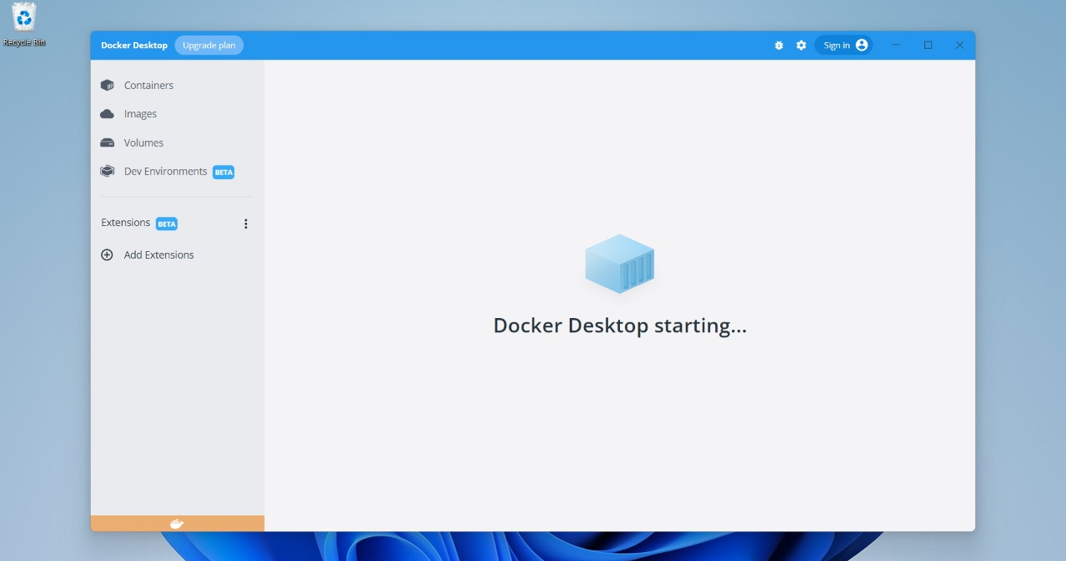 Recycle Bin
Docker Desktop
Upgrade plan
Sign in
Containers
Images
Volumes
Dev Environments BETA
Extensions BETA
Add Extensions
Docker Desktop starting...